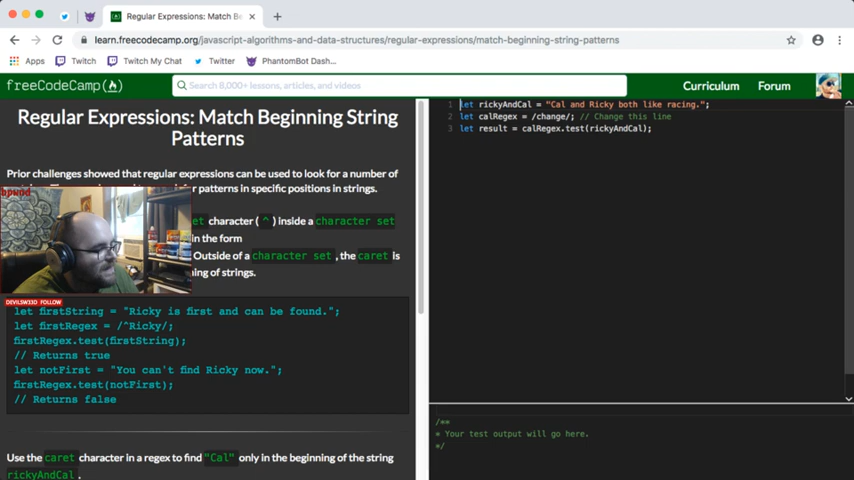 Regular Expressions: Match Be
learn.freecodecamp.org/javascript-algorithms-and-data-structures/regular-expressions/match-beginning-string-patterns
Apps Twitch Twitch My Chat Twitter PhantomBot Dash...
freeCodeCamp
Search 8,000+ lessons, articles, and videos
Curriculum Forum
Regular Expressions: Match Beginning String
Patterns
Prior challenges showed that regular expressions can be used to look for a number of
for patterns in specific positions in strings.
character ( ^ ) inside a character set
in the form
Outside of a character set , the caret is
of strings.
DEVILSW33D FOLLOW
let firstString = "Ricky is first and can be found.";
let firstRegex = /^Ricky/;
firstRegex.test(firstString);
// Returns true
let notFirst = "You can't find Ricky now.";
firstRegex.test(notFirst);
// Returns false
Use the caret character in a regex to find "Cal" only in the beginning of the string
rickyAndCal .
1 let rickyAndCal = "Cal and Ricky both like racing.";
2 let calRegex = /change/; // Change this line
3 let result = calRegex.test(rickyAndCal);
/**
* Your test output will go here.
*/